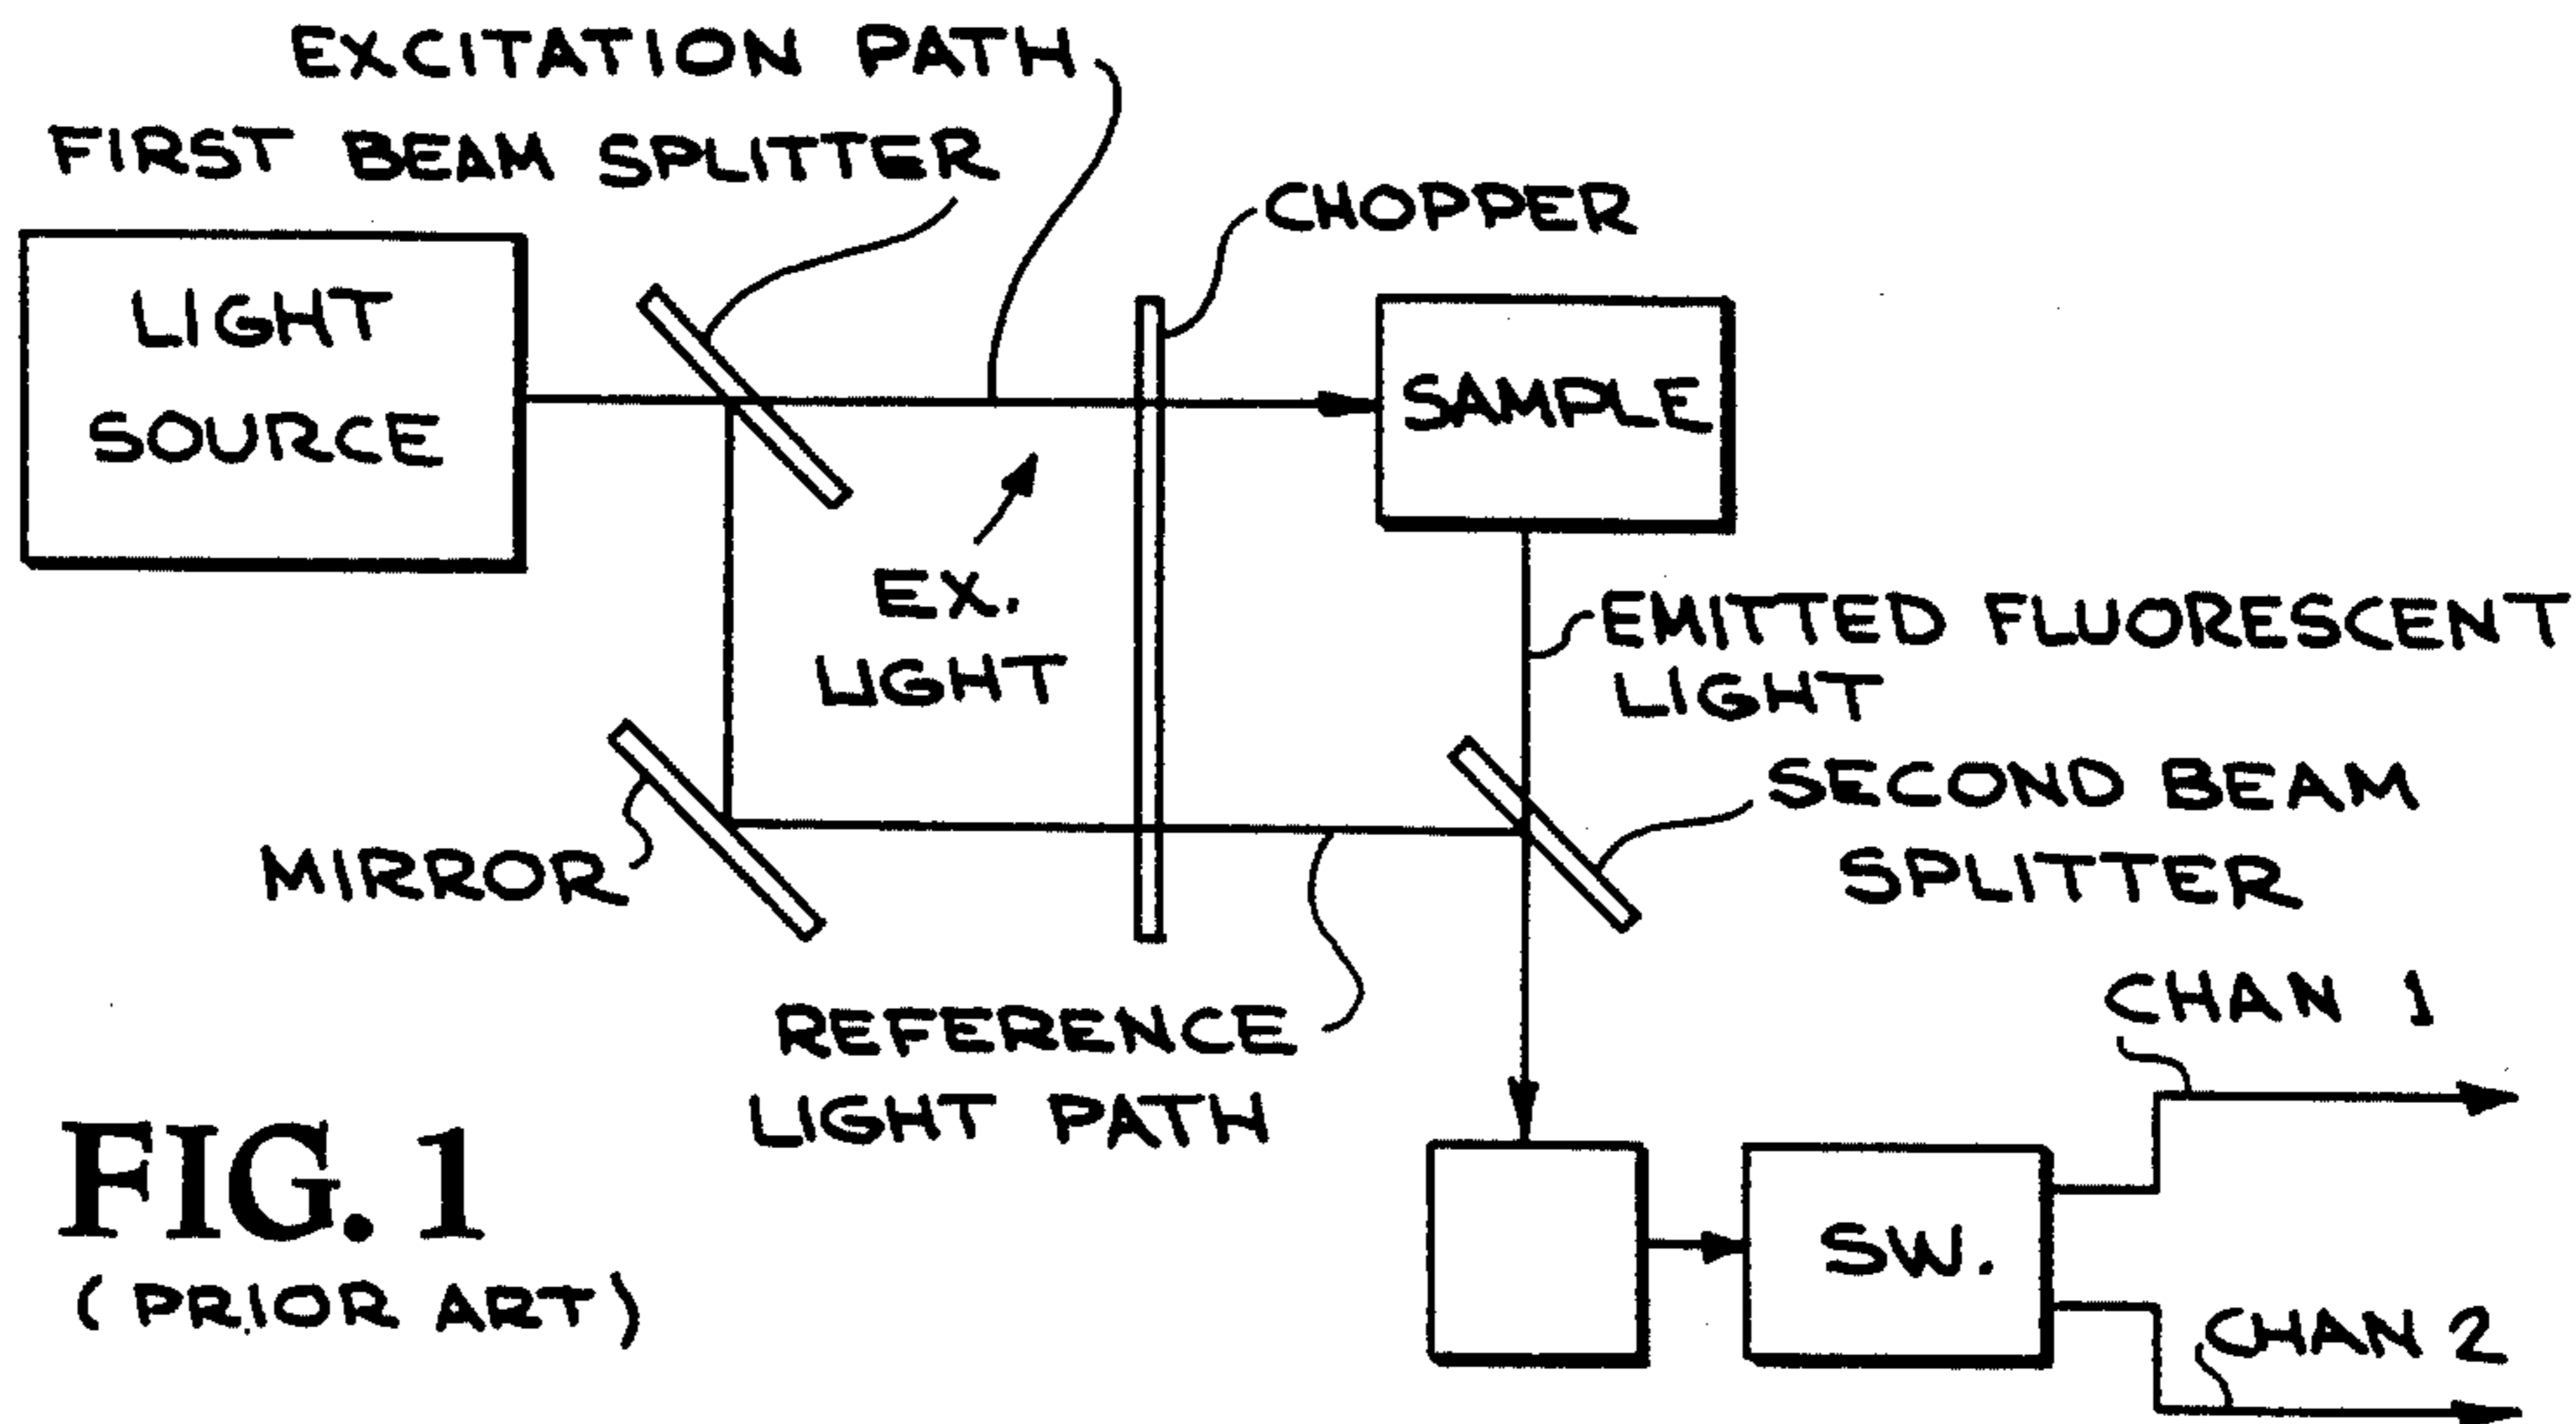 EXCITATION PATH
FIRST BEAM SPLITTER
CHOPPER
LIGHT
SOURCE
SAMPLE
EX.
LIGHT
EMITTED FLUORESCENT
LIGHT
MIRROR
SECOND BEAM
SPLITTER
REFERENCE
LIGHT PATH
CHAN 1
SW.
CHAN 2
FIG. 1
(PRIOR ART)